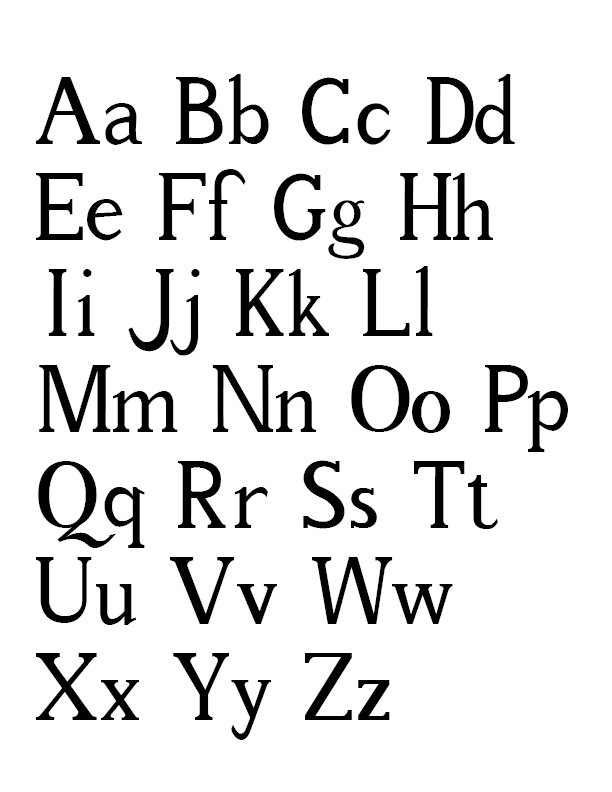 Aa Bb Cc Dd
Ee Ff Gg Hh
Ii Jj Kk Ll
Mm Nn Oo Pp
Qq Rr Ss Tt
Uu Vv Ww
Xx Yy Zz